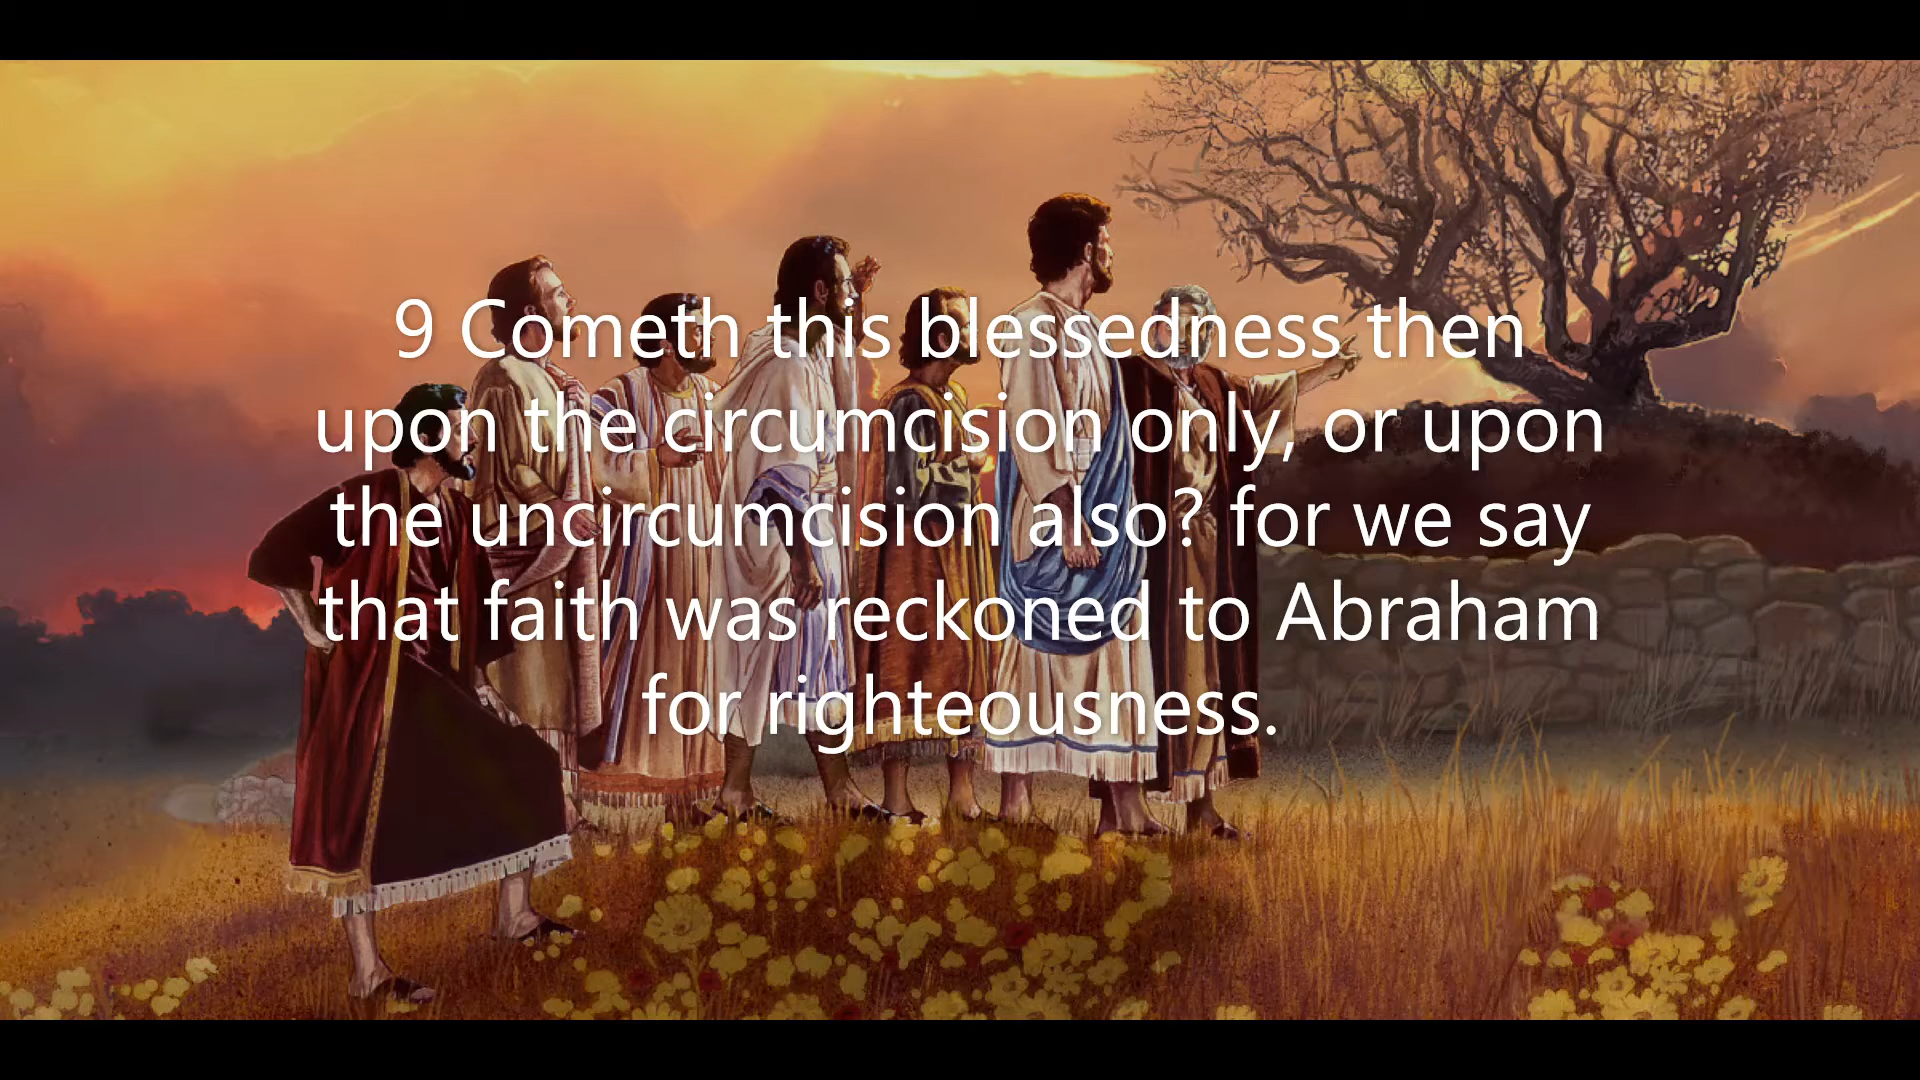 9 Cometh this blessedness then
upon the circumcision only, or upon
the uncircumcision also? for we say
that faith was reckoned to Abraham
for righteousness.